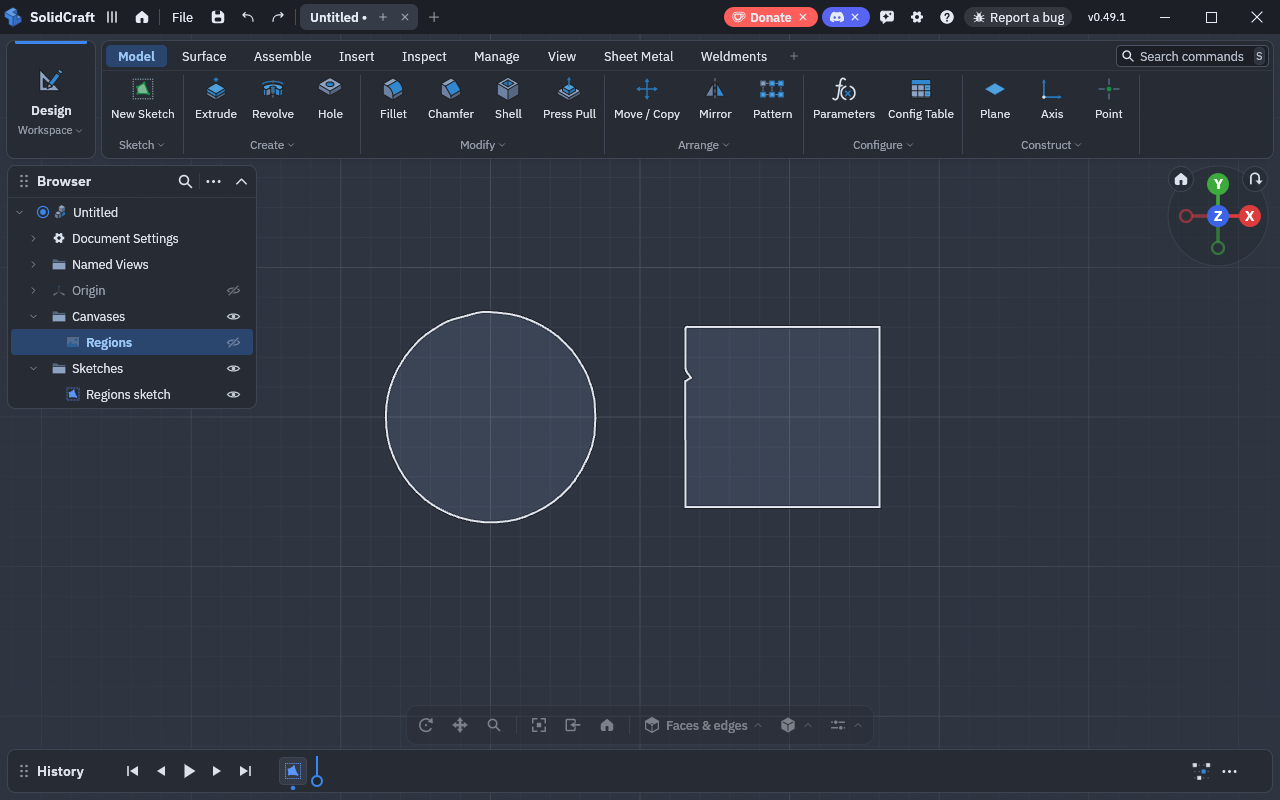 SolidCraft
File
Untitled •
Donate
Report a bug
v0.49.1
Design
Workspace
Model
Surface
Assemble
Insert
Inspect
Manage
View
Sheet Metal
Weldments
Search commands
S
New Sketch
Extrude
Revolve
Hole
Fillet
Chamfer
Shell
Press Pull
Move / Copy
Mirror
Pattern
Parameters
Config Table
Plane
Axis
Point
Sketch
Create
Modify
Arrange
Configure
Construct
Browser
Untitled
Document Settings
Named Views
Origin
Canvases
Regions
Sketches
Regions sketch
Y
Z
X
Faces & edges
History